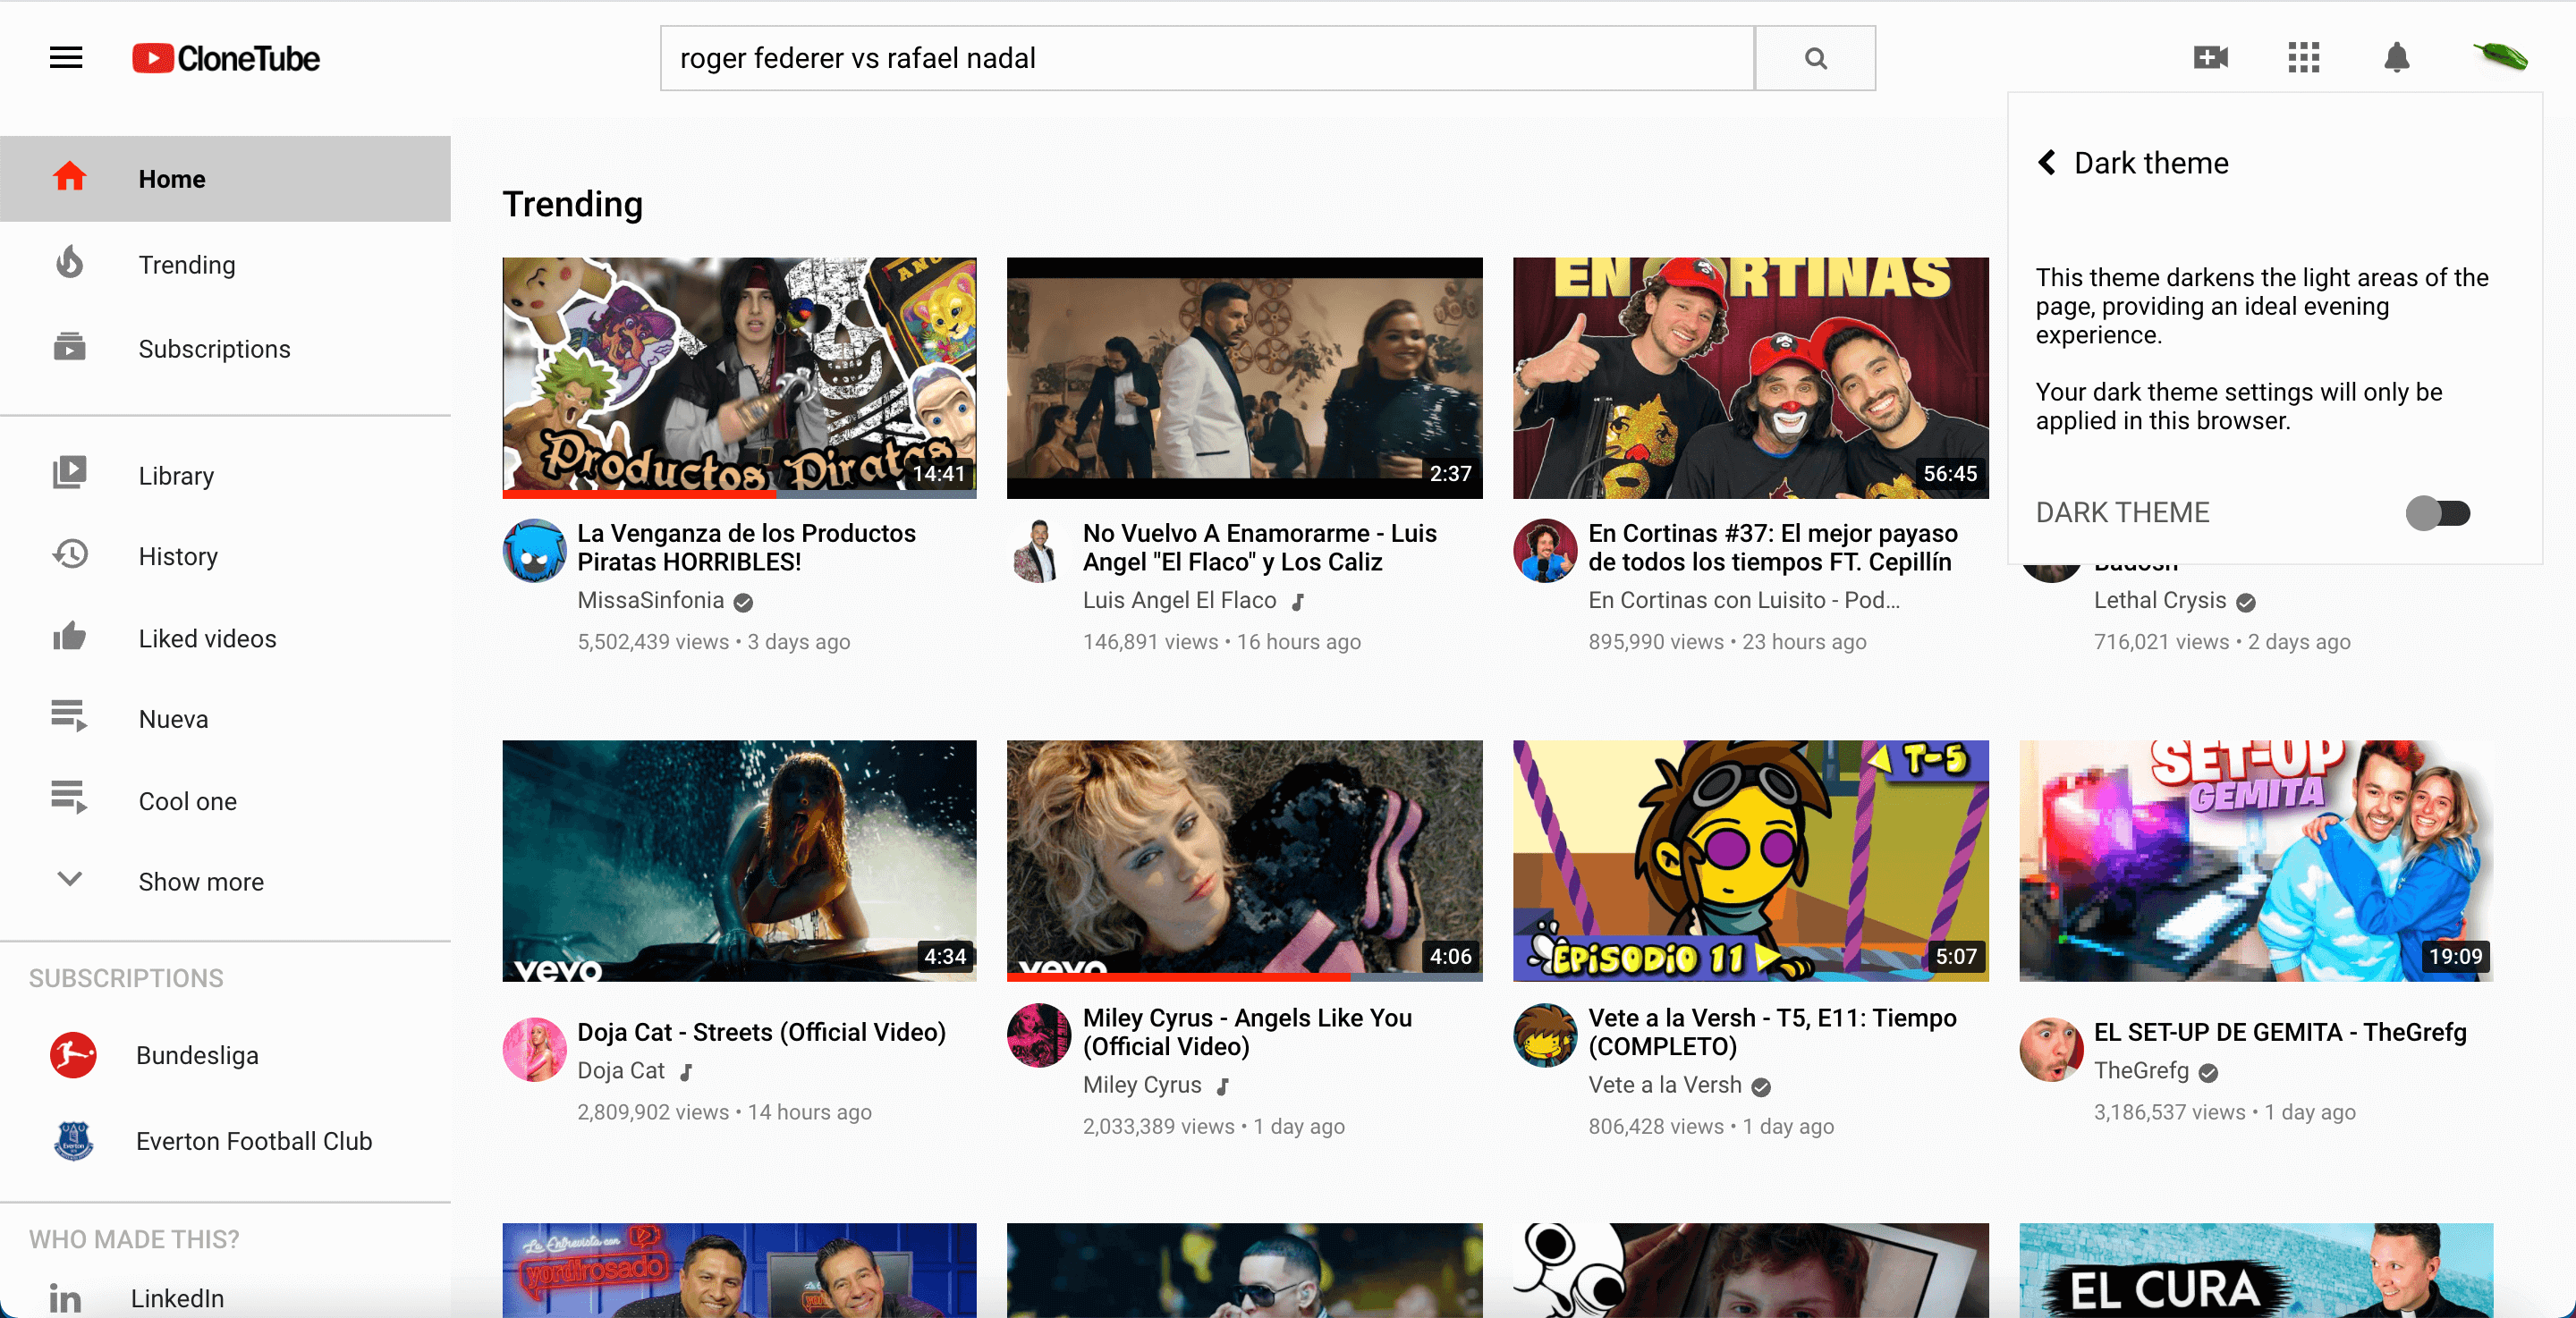 CloneTube
roger federer vs rafael nadal
Home
Trending
Subscriptions
Library
History
Liked videos
Nueva
Cool one
Show more
SUBSCRIPTIONS
Bundesliga
Everton Football Club
WHO MADE THIS?
LinkedIn
Trending
Productos Piratas
14:41
La Venganza de los Productos
Piratas HORRIBLES!
MissaSinfonia
5,502,439 views • 3 days ago
2:37
No Vuelvo A Enamorarme - Luis
Angel "El Flaco" y Los Caliz
Luis Angel El Flaco
146,891 views • 16 hours ago
EN CORTINAS
56:45
En Cortinas #37: El mejor payaso
de todos los tiempos FT. Cepillín
En Cortinas con Luisito - Pod...
895,990 views • 23 hours ago
Dark theme
This theme darkens the light areas of the
page, providing an ideal evening
experience.
Your dark theme settings will only be
applied in this browser.
DARK THEME
Lethal Crysis
716,021 views • 2 days ago
vevo
4:34
Doja Cat - Streets (Official Video)
Doja Cat
2,809,902 views • 14 hours ago
vevo
4:06
Miley Cyrus - Angels Like You
(Official Video)
Miley Cyrus
2,033,389 views • 1 day ago
T-5
EPiSODiO 11
5:07
Vete a la Versh - T5, E11: Tiempo
(COMPLETO)
Vete a la Versh
806,428 views • 1 day ago
SET-UP
GEMITA
19:09
EL SET-UP DE GEMITA - TheGrefg
TheGrefg
3,186,537 views • 1 day ago
La Entrevista con
yordi rosado
EL CURA